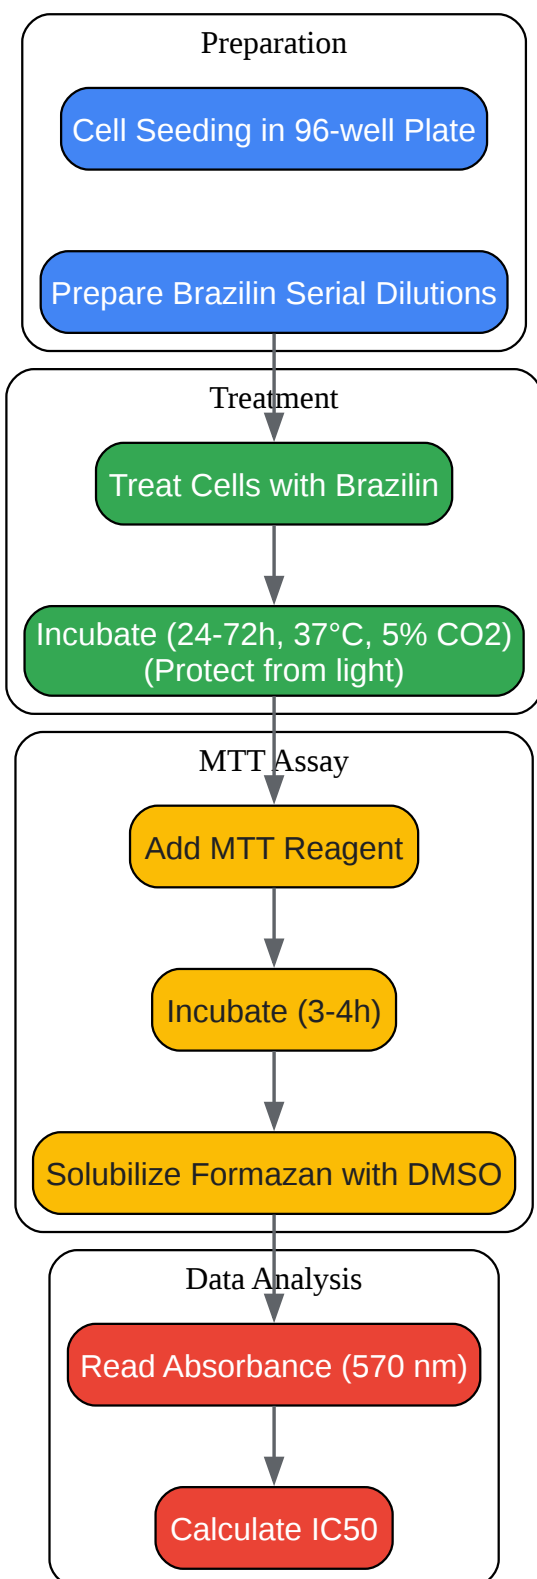 Preparation
Cell Seeding in 96-well Plate
Prepare Brazilin Serial Dilutions
Treatment
Treat Cells with Brazilin
Incubate (24-72h, 37°C, 5% CO2)
(Protect from light)
MTT Assay
Add MTT Reagent
Incubate (3-4h)
Solubilize Formazan with DMSO
Data Analysis
Read Absorbance (570 nm)
Calculate IC50